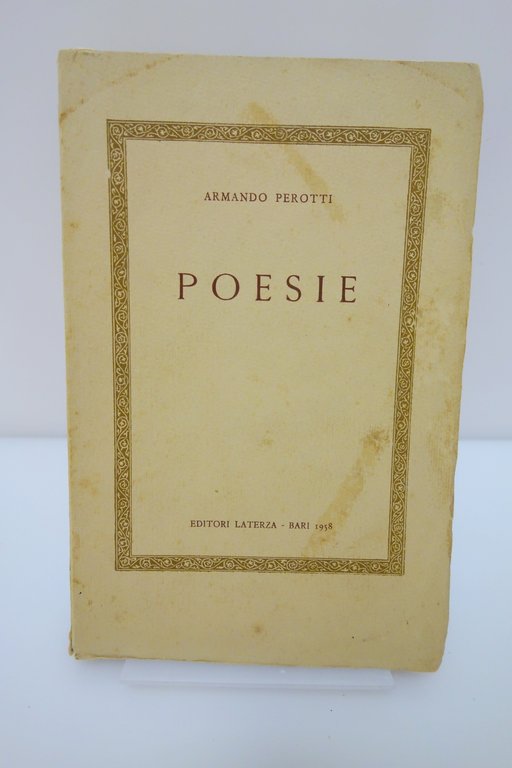 ARMANDO PEROTTI
POESIE
EDITORI LATERZA - BARI 1958